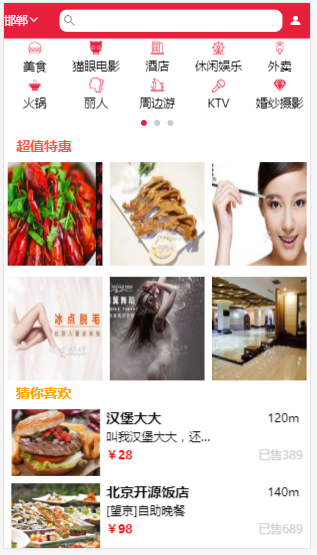 邯郸
美食
猫眼电影
酒店
休闲娱乐
外卖
火锅
丽人
周边游
KTV
婚纱摄影
超值特惠
冰点脱毛
猜你喜欢
汉堡大大 120m
叫我汉堡大大，还...
￥28 已售389
北京开源饭店 140m
[望京]自助晚餐
￥98 已售689